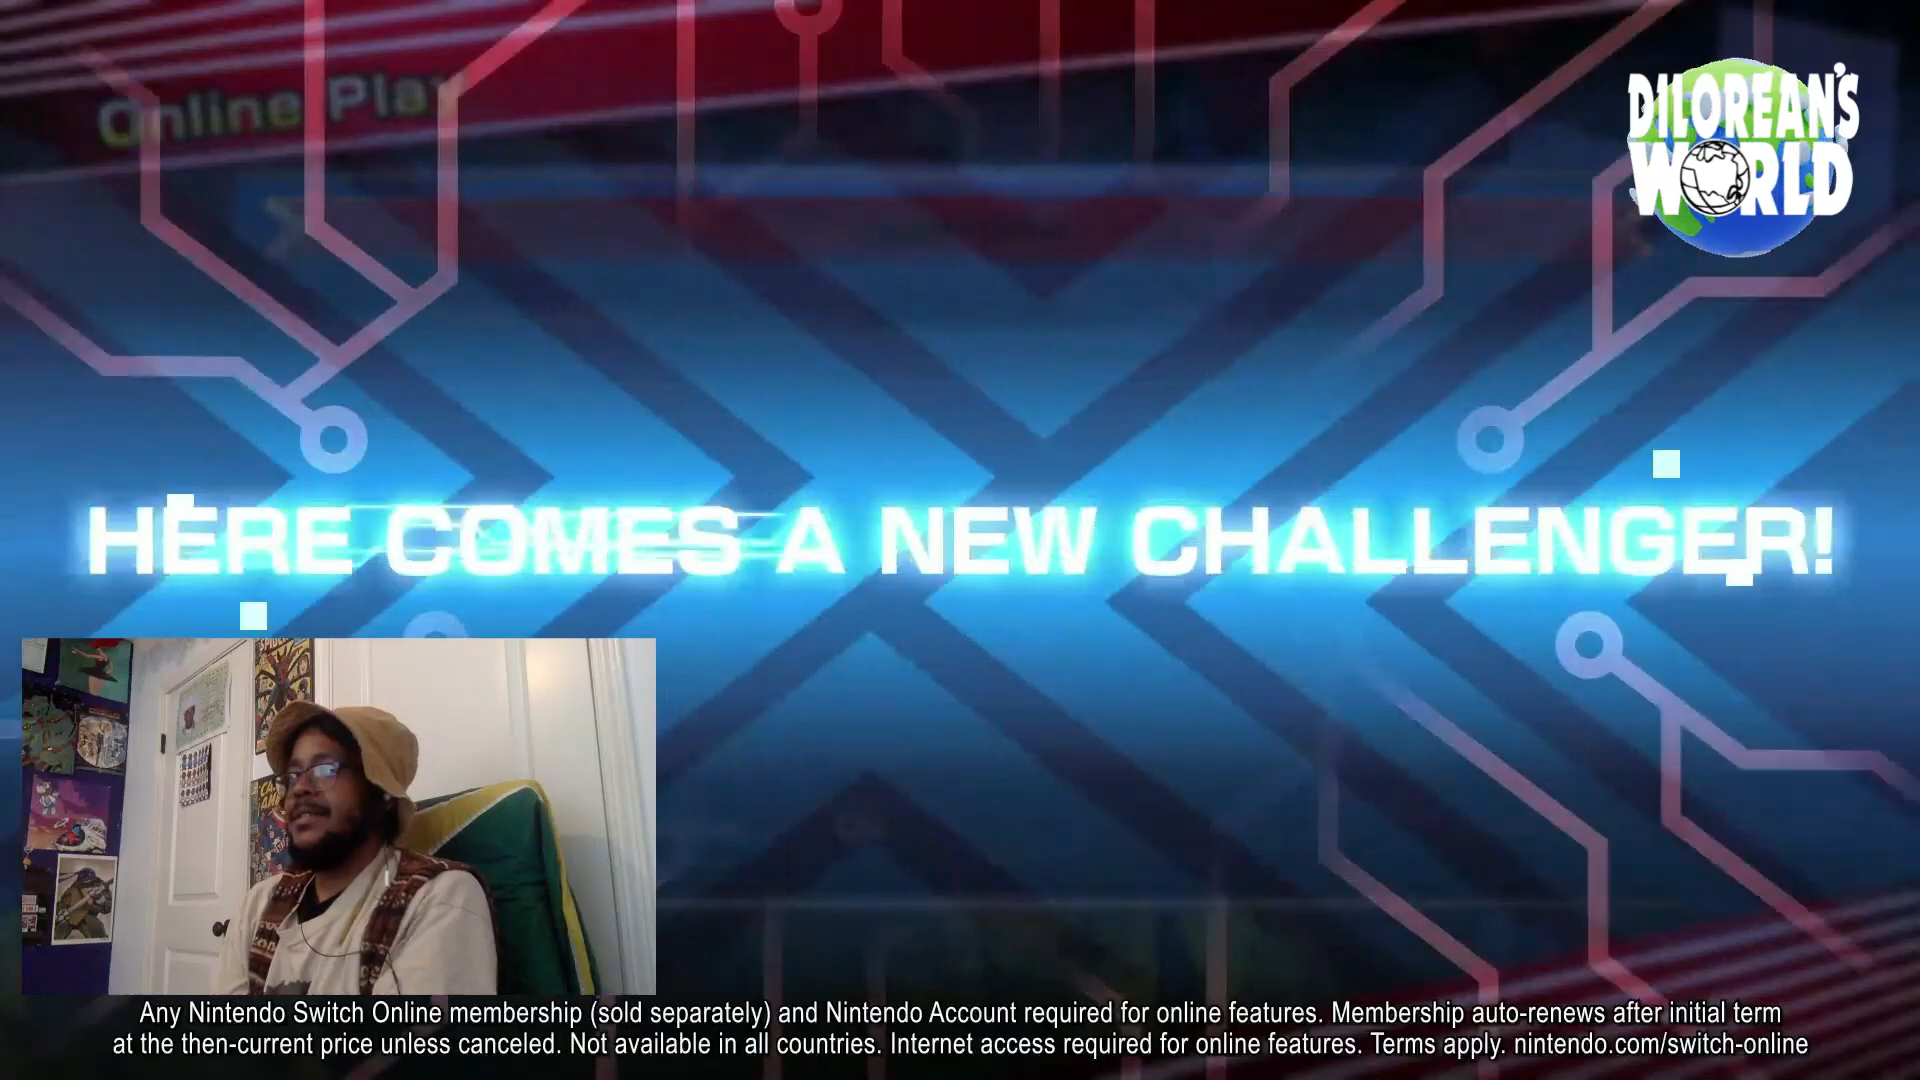 Online Play
DILOREAN'S
WORLD
HERE COMES A NEW CHALLENGER!
Any Nintendo Switch Online membership (sold separately) and Nintendo Account required for online features. Membership auto-renews after initial term
at the then-current price unless canceled. Not available in all countries. Internet access required for online features. Terms apply. nintendo.com/switch-online